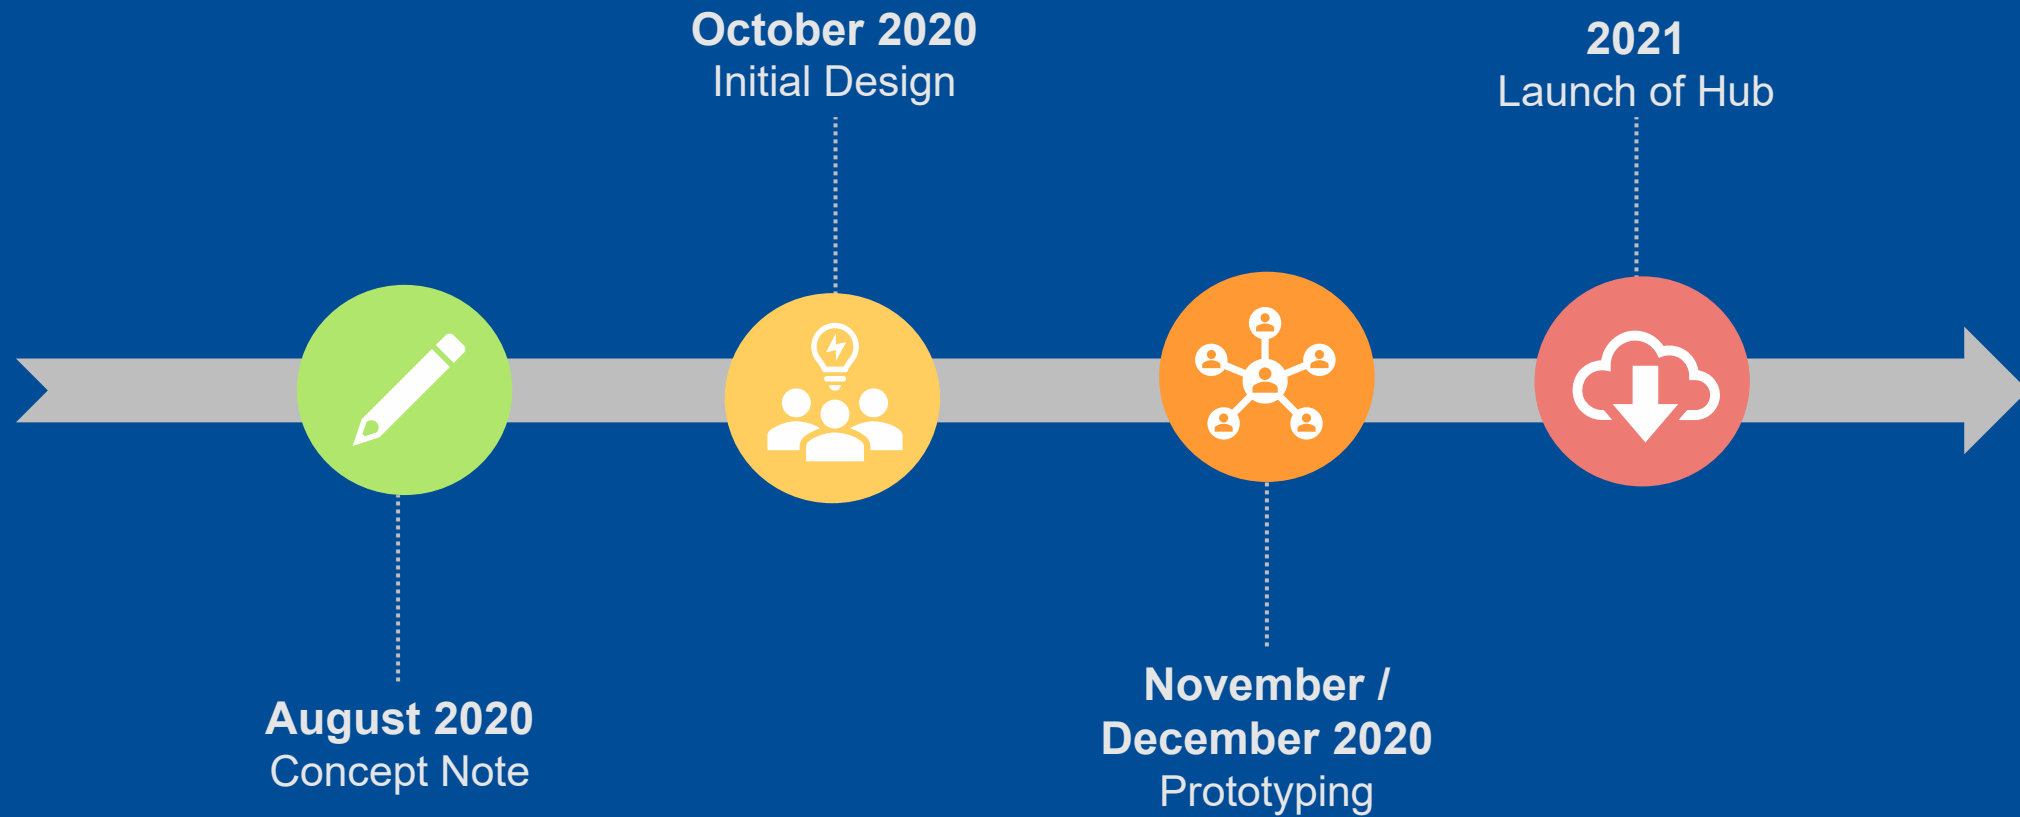 October 2020
Initial Design
2021
Launch of Hub
August 2020
Concept Note
November /
December 2020
Prototyping